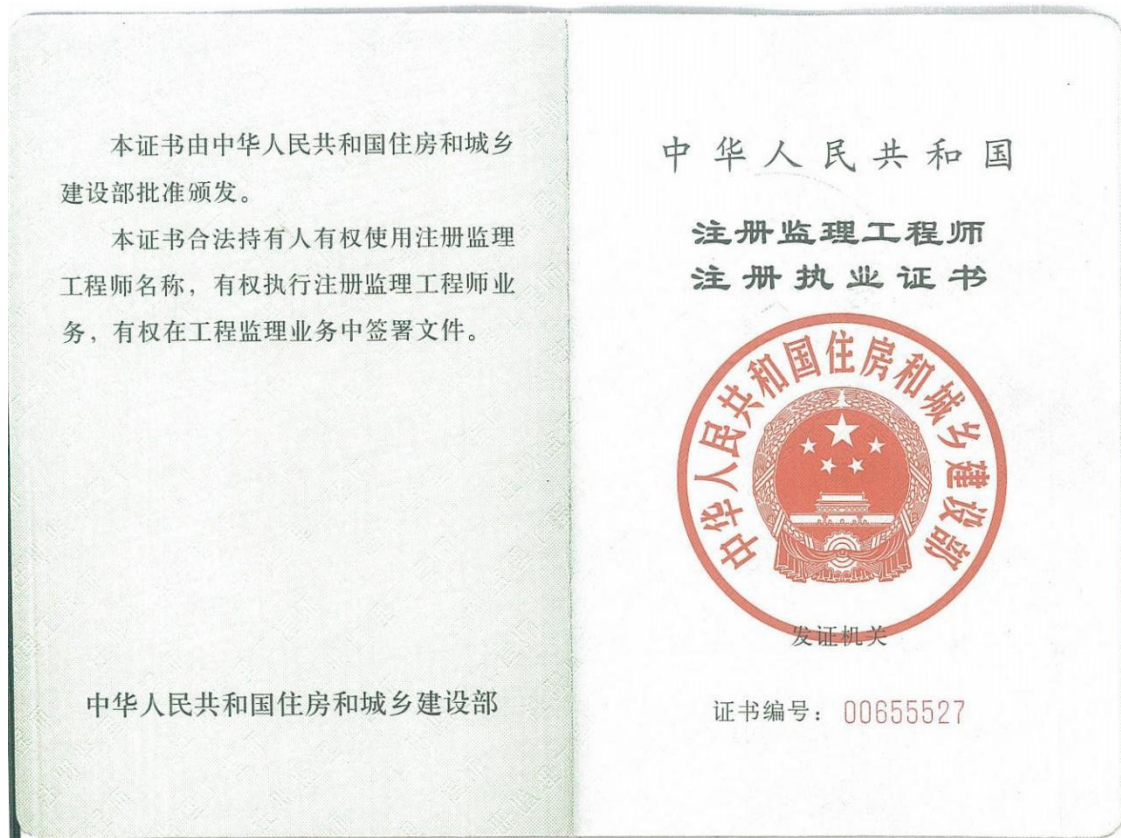 本证书由中华人民共和国住房和城乡
建设部批准颁发。
本证书合法持有人有权使用注册监理
工程师名称，有权执行注册监理工程师业
务，有权在工程监理业务中签署文件。
中华人民共和国住房和城乡建设部
中华人民共和国
注册监理工程师
注册执业证书
中华人民共和国住房和城乡建设部
发证机关
证书编号：00655527